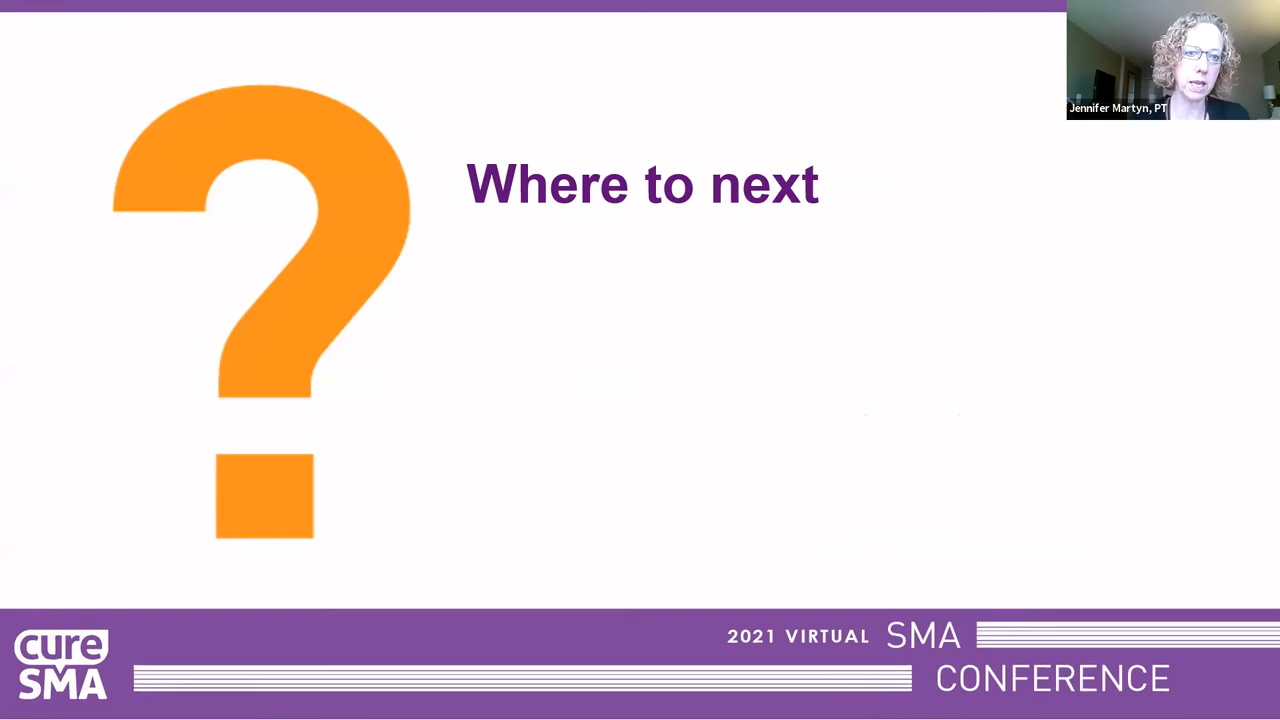 Jennifer Martyn, PT
?
Where to next
cure
SMA
2021 VIRTUAL SMA
CONFERENCE